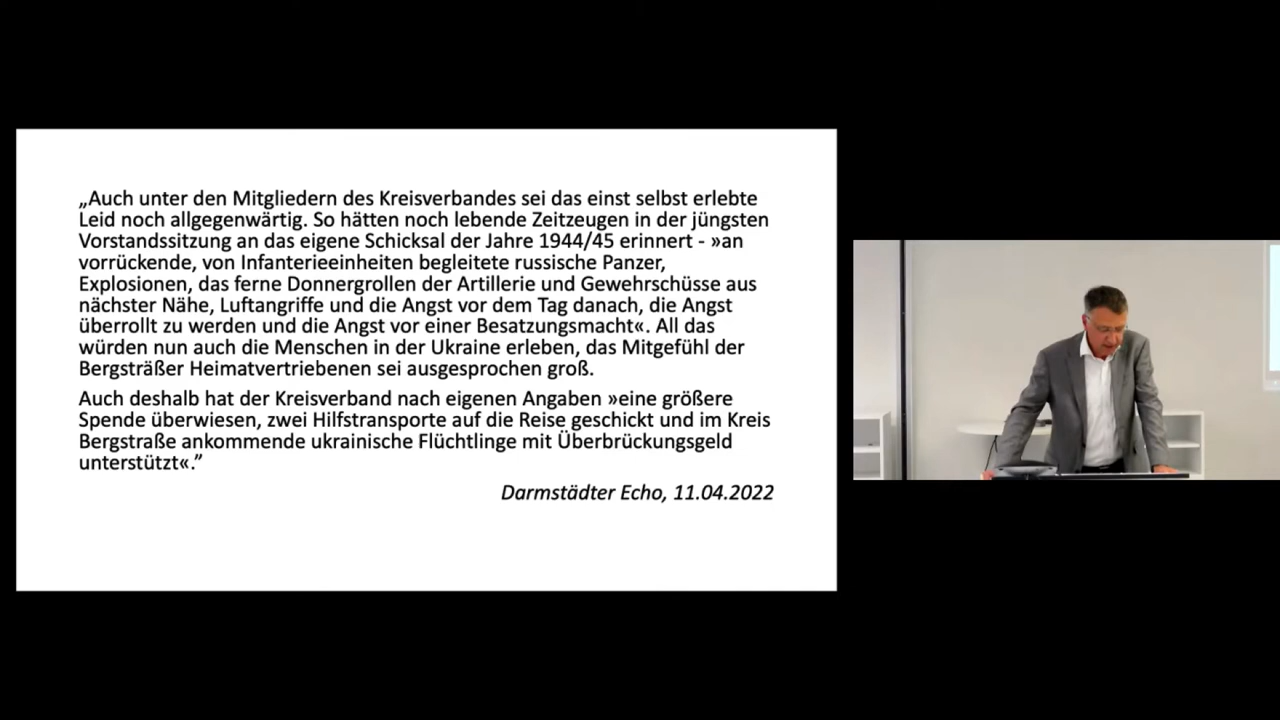 „Auch unter den Mitgliedern des Kreisverbandes sei das einst selbst erlebte
Leid noch allgegenwärtig. So hätten noch lebende Zeitzeugen in der jüngsten
Vorstandssitzung an das eigene Schicksal der Jahre 1944/45 erinnert - »an
vorrückende, von Infanterieeinheiten begleitete russische Panzer,
Explosionen, das ferne Donnergrollen der Artillerie und Gewehrschüsse aus
nächster Nähe, Luftangriffe und die Angst vor dem Tag danach, die Angst
überrollt zu werden und die Angst vor einer Besatzungsmacht«. All das
würden nun auch die Menschen in der Ukraine erleben, das Mitgefühl der
Bergsträßer Heimatvertriebenen sei ausgesprochen groß.
Auch deshalb hat der Kreisverband nach eigenen Angaben »eine größere
Spende überwiesen, zwei Hilfstransporte auf die Reise geschickt und im Kreis
Bergstraße ankommende ukrainische Flüchtlinge mit Überbrückungsgeld
unterstützt«.”
Darmstädter Echo, 11.04.2022